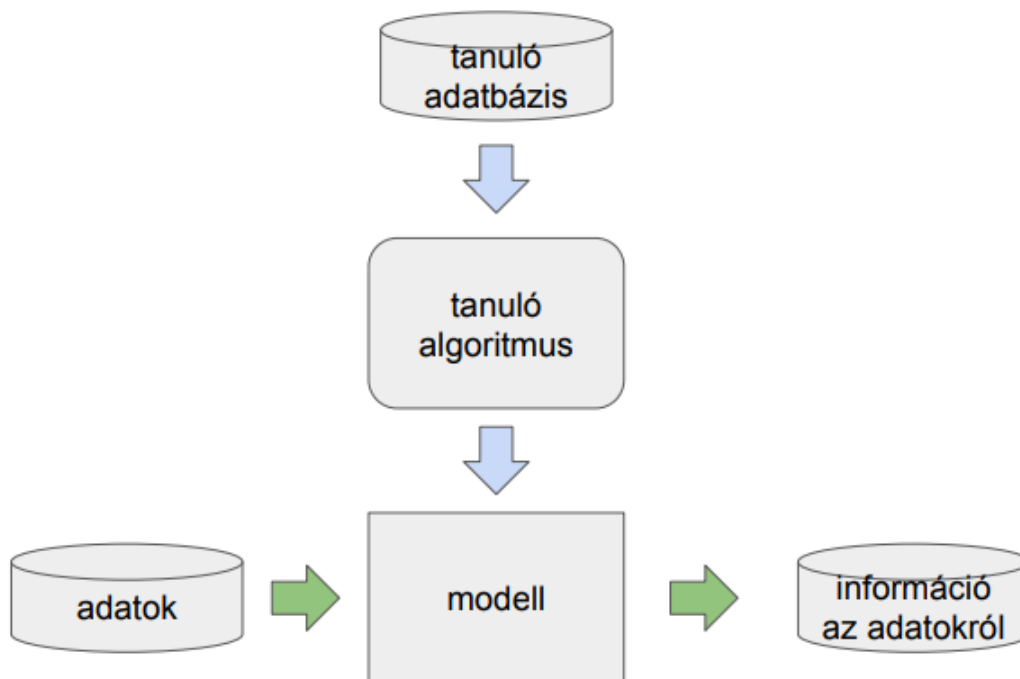 tanuló
adatbázis
tanuló
algoritmus
adatok
modell
információ
az adatokról